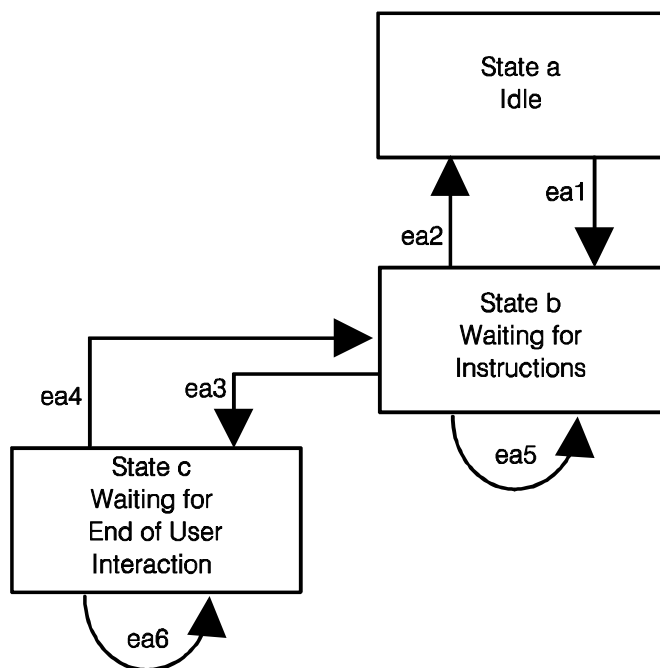 State a
Idle
ea1
ea2
State b
Waiting for
Instructions
ea3
ea4
ea5
State c
Waiting for
End of User
Interaction
ea6